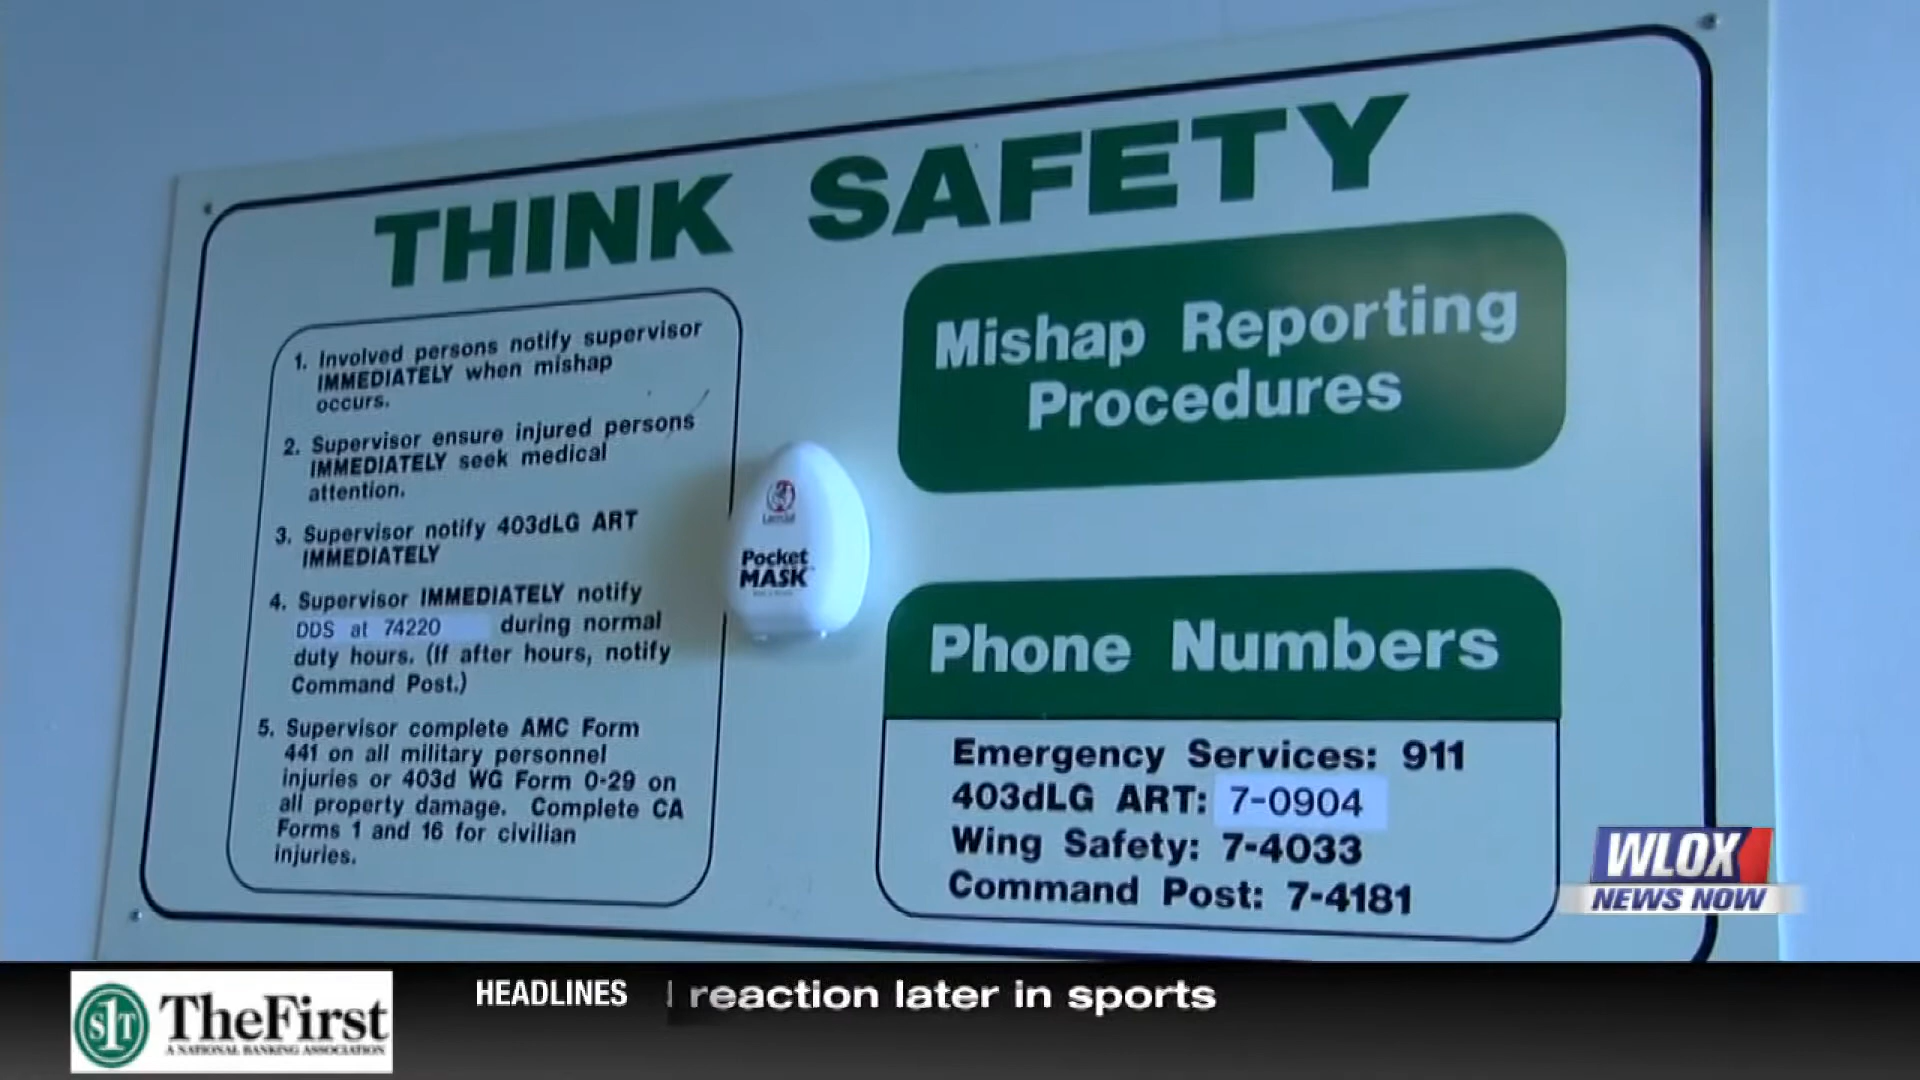 THINK SAFETY
1. Involved persons notify supervisor
IMMEDIATELY when mishap
occurs.
2. Supervisor ensure injured persons
IMMEDIATELY seek medical
attention.
3. Supervisor notify 403dLG ART
IMMEDIATELY
4. Supervisor IMMEDIATELY notify
DDS at 74220 during normal
duty hours. (If after hours, notify
Command Post.)
5. Supervisor complete AMC Form
441 on all military personnel
injuries or 403d WG Form 0-29 on
all property damage. Complete CA
Forms 1 and 16 for civilian
injuries.
Pocket
MASK
Mishap Reporting
Procedures
Phone Numbers
Emergency Services: 911
403dLG ART: 7-0904
Wing Safety: 7-4033
Command Post: 7-4181
WLOX
NEWS NOW
1ST TheFirst
A NATIONAL BANKING ASSOCIATION
HEADLINES reaction later in sports